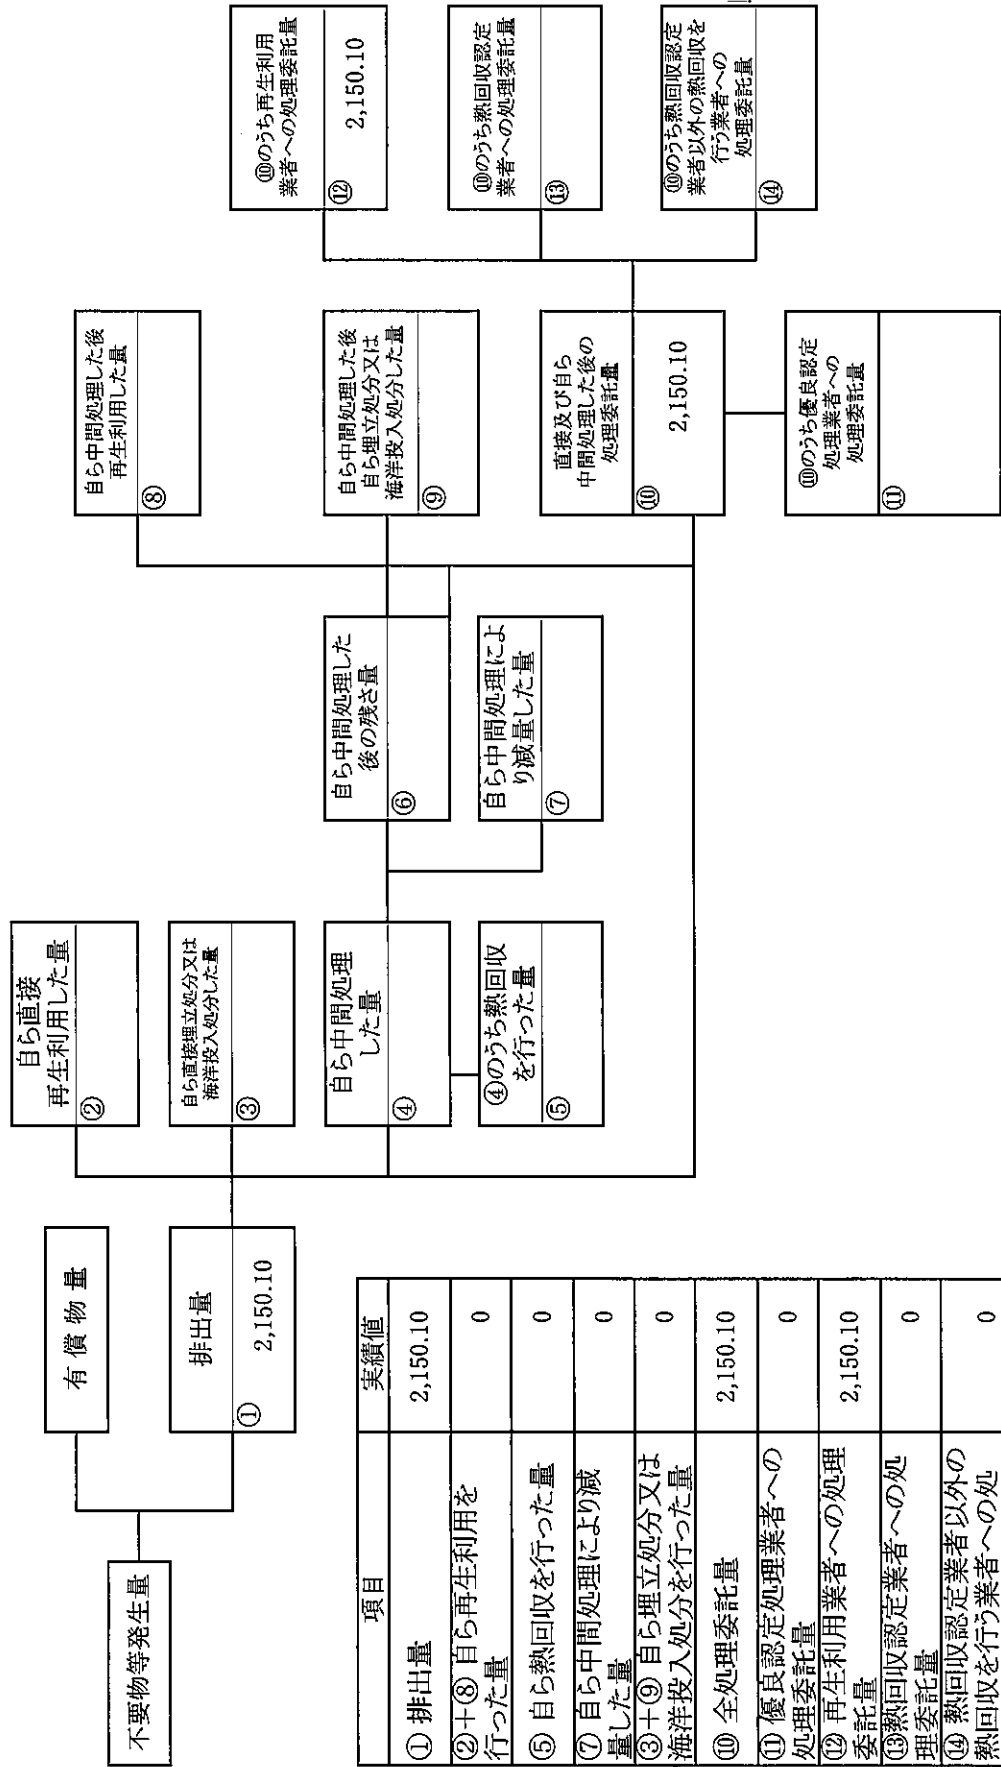 不要物等発生量
有償物量
排出量
①
2,150.10
自ら直接
再生利用した量
②
自ら直接埋立処分又は
海洋投入処分した量
③
自ら中間処理
した量
④
④のうち熱回収
を行った量
⑤
自ら中間処理した
後の残さ量
⑥
自ら中間処理によ
り減量した量
⑦
自ら中間処理した後
再生利用した量
⑧
自ら中間処理した後
自ら埋立処分又は
海洋投入処分した量
⑨
直接及び自ら
中間処理した後の
処理委託量
⑩
2,150.10
⑩のうち優良認定
処理業者への
処理委託量
⑪
⑩のうち再生利用
業者への処理委託量
⑫
2,150.10
⑩のうち熱回収認定
業者への処理委託量
⑬
⑩のうち熱回収認定
業者以外の熱回収を
行う業者への
処理委託量
⑭
項目 実績値
① 排出量 2,150.10
②+⑧ 自ら再生利用を
行った量 0
⑤ 自ら熱回収を行った量 0
⑦ 自ら中間処理により減
量した量 0
③+⑨ 自ら埋立処分又は
海洋投入処分を行った量 0
⑩ 全処理委託量 2,150.10
⑪ 優良認定処理業者への
処理委託量 0
⑫ 再生利用業者への処理
委託量 2,150.10
⑬熱回収認定業者への処
理委託量 0
⑭ 熱回収認定業者以外の
熱回収を行う業者への処 0